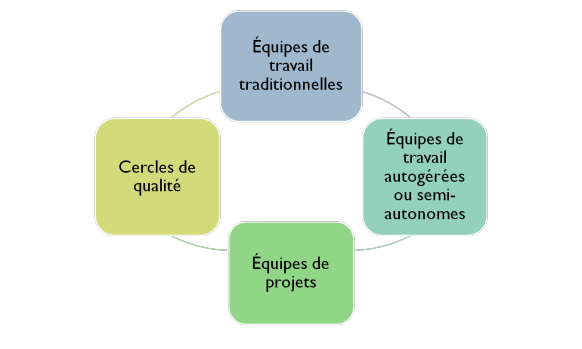 Équipes de
travail
traditionnelles
Équipes de
travail
autogérées
ou semi-
autonomes
Équipes de
projets
Cercles de
qualité